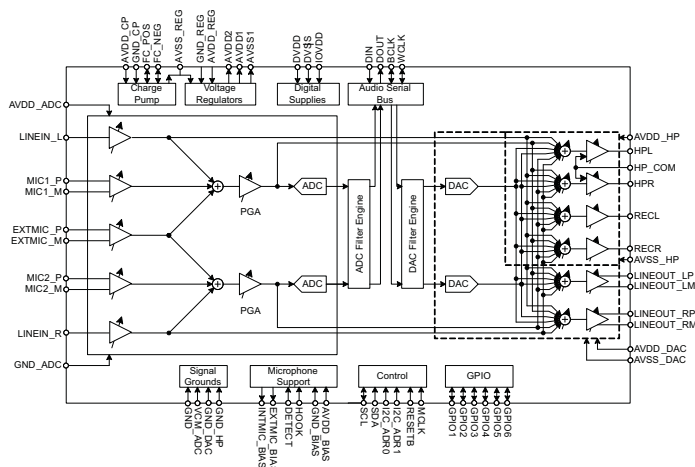 AVDD_CP
GND_CP
FC_POS
FC_NEG
AVSS_REG
GND_REG
AVDD_REG
AVDD2
AVDD1
AVSS1
DVDD
DVSS
IOVDD
DIN
DOUT
BCLK
WCLK
Charge Pump
Voltage Regulators
Digital Supplies
Audio Serial Bus
AVDD_ADC
LINEIN_L
MIC1_P
MIC1_M
EXTMIC_P
EXTMIC_M
MIC2_P
MIC2_M
LINEIN_R
GND_ADC
PGA
PGA
ADC
ADC
ADC Filter Engine
DAC Filter Engine
DAC
DAC
AVDD_HP
HPL
HP_COM
HPR
RECL
RECR
AVSS_HP
LINEOUT_LP
LINEOUT_LM
LINEOUT_RP
LINEOUT_RM
AVDD_DAC
AVSS_DAC
Signal Grounds
Microphone Support
Control
GPIO
GND
VCM_ADC
GND_DAC
GND_HP
INTMIC_BIAS
EXTMIC_BIAS
DETECT
HOOK
GND_BIAS
AVDD_BIAS
SCL
SDA
I2C_ADR0
I2C_ADR1
RESETB
MCLK
GPIO1
GPIO2
GPIO3
GPIO4
GPIO5
GPIO6